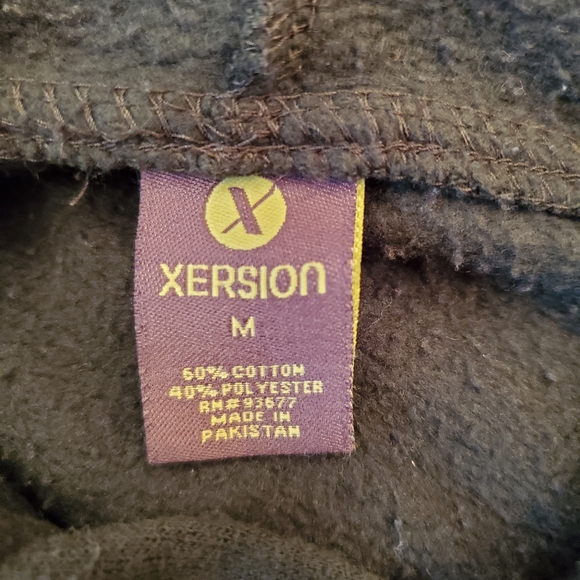 X
XERSION
M
60% COTTON
40% POLYESTER
RN# 93677
MADE IN
PAKISTAN